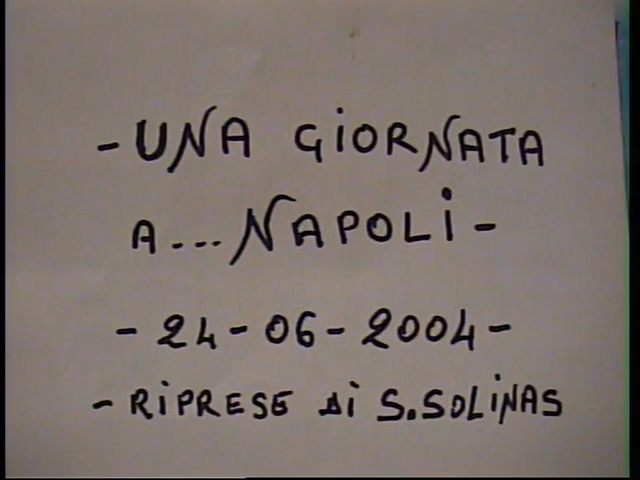 - UNA GiORNATA
A... NAPOLi -
- 24 - 06 - 2004 -
- RiPRESE di S. SOLiNAS